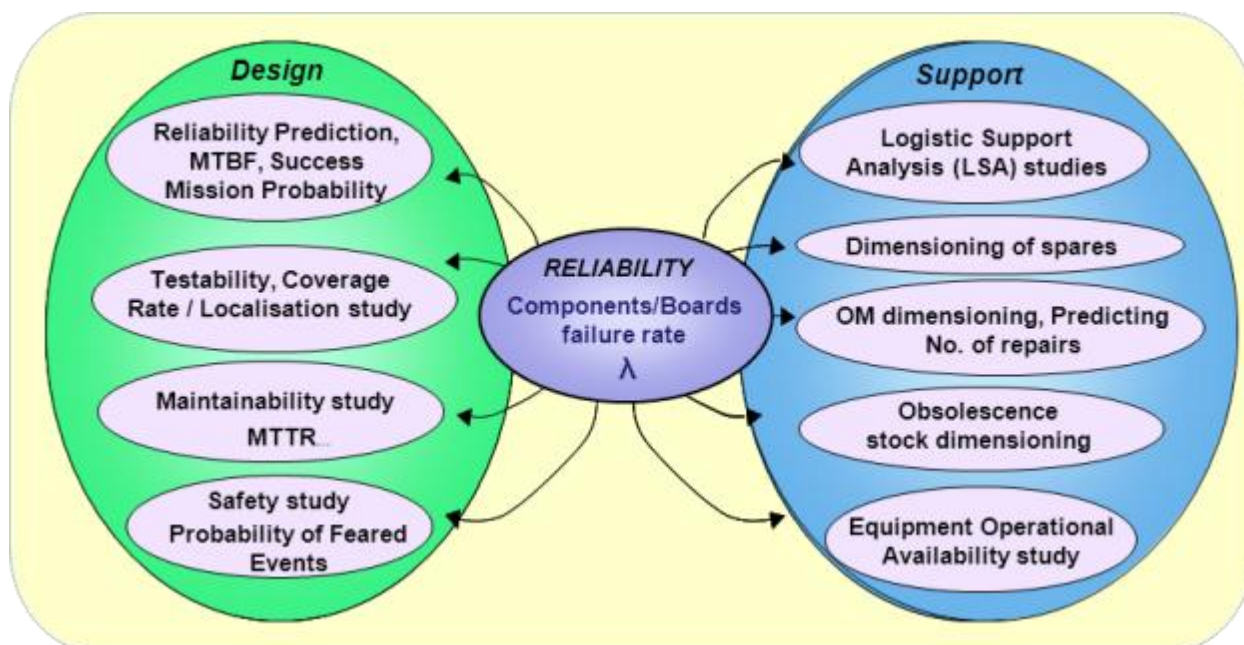 Design
Reliability Prediction,
MTBF, Success
Mission Probability
Testability, Coverage
Rate / Localisation study
Maintainability study
MTTR...
Safety study
Probability of Feared
Events
RELIABILITY
Components/Boards
failure rate
λ
Support
Logistic Support
Analysis (LSA) studies
Dimensioning of spares
OM dimensioning, Predicting
No. of repairs
Obsolescence
stock dimensioning
Equipment Operational
Availability study